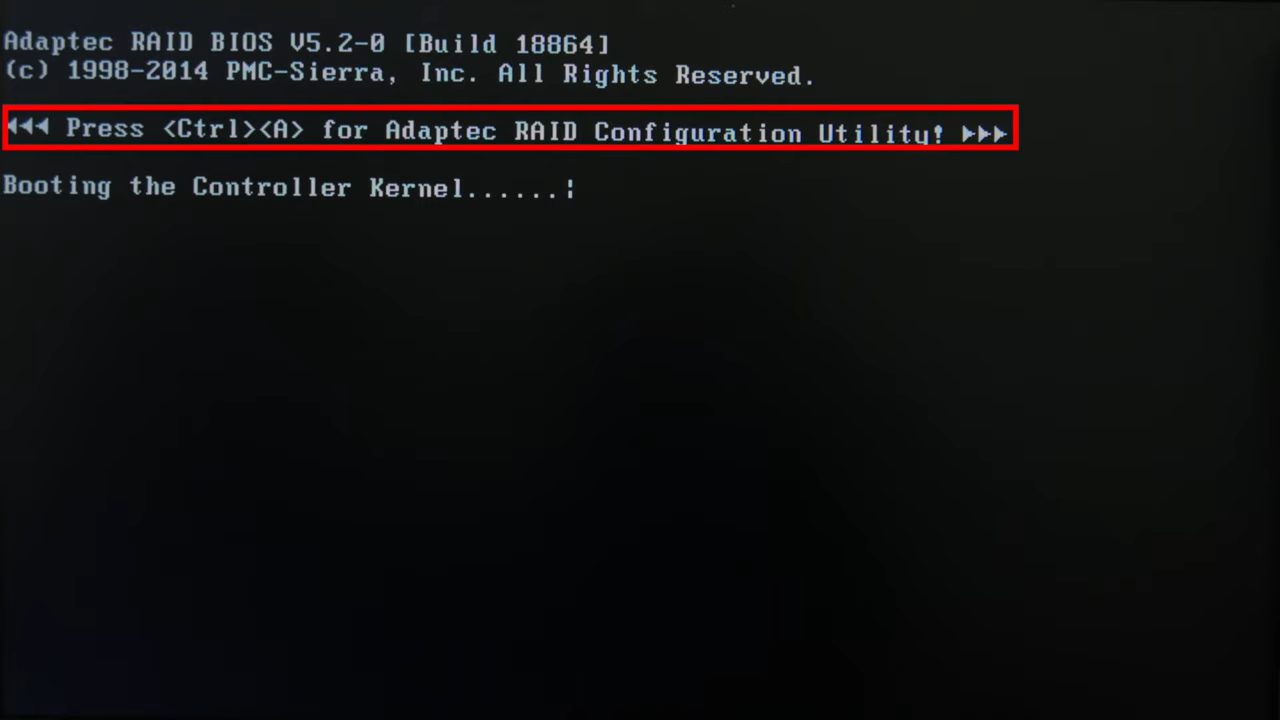 Adaptec RAID BIOS V5.2-0 [Build 18864]
(c) 1998-2014 PMC-Sierra, Inc. All Rights Reserved.
◄◄◄ Press <Ctrl><A> for Adaptec RAID Configuration Utility! ►►►
Booting the Controller Kernel......¦